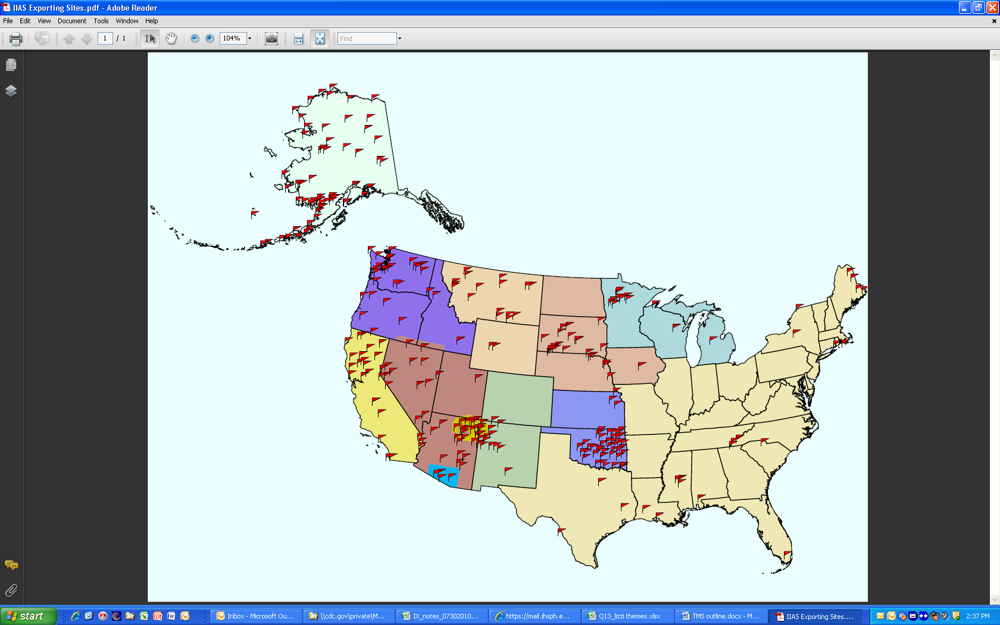 IIAS Exporting Sites.pdf - Adobe Reader
File Edit View Document Tools Window Help
1 / 1 104% Find
start Inbox - Microsoft Ou... \\cdc.gov\private\M... IX_notes_07302010... https://mail.jhsph.e... Q13_lizzi themes.xlsx TMS outline.docx - M... IIAS Exporting Sites.... 2:37 PM